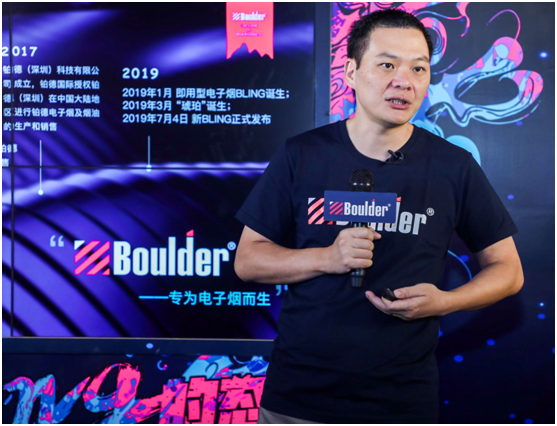 Boulder
2017
铂德（深圳）科技有限公
司 成立，铂德国际授权铂
德（深圳）在中国大陆地
区 进行铂德电子烟及烟油
的生产和销售
2019
2019年1月 即用型电子烟BLING诞生；
2019年3月 “琥珀”诞生；
2019年7月4日 新BLING正式发布
铂德
售
“ Boulder®
——专为电子烟而生 ”
Boulder®
Boulder®